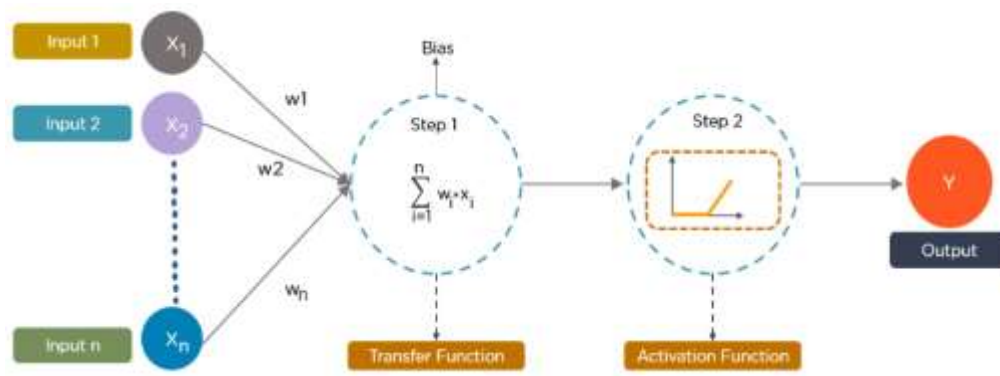 Input 1
X1
Bias
w1
Input 2
X2
Step 1
Step 2
w2
n
∑ wi*xi
i=1
Y
Output
wn
Input n
Xn
Transfer Function
Activation Function